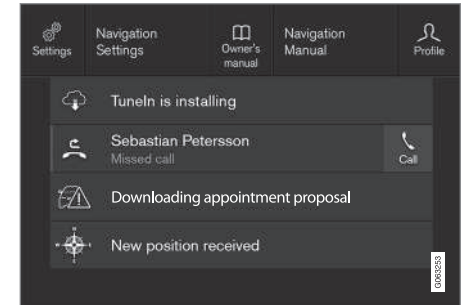 Settings
Navigation
Settings
Owner's
manual
Navigation
Manual
Profile
TuneIn is installing
Sebastian Petersson
Missed call
Call
Downloading appointment proposal
New position received
G063253